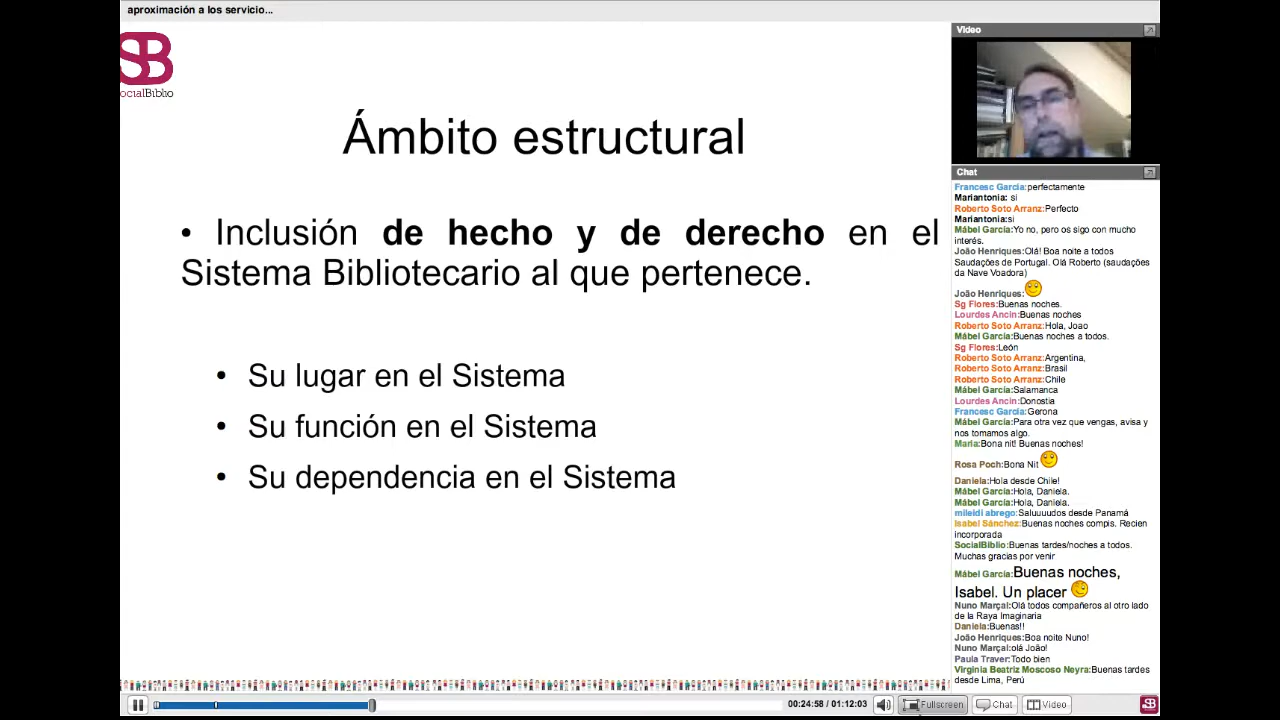 aproximación a los servicio...
SB
ocialBiblio
Ámbito estructural
• Inclusión de hecho y de derecho en el
Sistema Bibliotecario al que pertenece.
• Su lugar en el Sistema
• Su función en el Sistema
• Su dependencia en el Sistema
Video
Chat
Francesc García:perfectamente
Mariantonia: si
Roberto Soto Arranz:Perfecto
Mariantonia:si
Mábel García:Yo no, pero os sigo con mucho
interés.
João Henriques:Olá! Boa noite a todos
Saudações de Portugal. Olá Roberto (saudações
da Nave Voadora)
João Henriques:
Sg Flores:Buenas noches.
Lourdes Ancin:Buenas noches
Roberto Soto Arranz:Hola, Joao
Mábel García:Buenas noches a todos.
Sg Flores:León
Roberto Soto Arranz:Argentina,
Roberto Soto Arranz:Brasil
Roberto Soto Arranz:Chile
Mábel García:Salamanca
Lourdes Ancin:Donostia
Francesc García:Gerona
Mábel García:Para otra vez que vengas, avisa y
nos tomamos algo.
Maria:Bona nit! Buenas noches!
Rosa Poch:Bona Nit
Daniela:Hola desde Chile!
Mábel García:Hola, Daniela.
Mábel García:Hola, Daniela.
mileidi abrego:Saluuuudos desde Panamá
Isabel Sánchez:Buenas noches compis. Recien
incorporada
SocialBiblio:Buenas tardes/noches a todos.
Muchas gracias por venir
Mábel García:Buenas noches,
Isabel. Un placer
Nuno Marçal:Olá todos compañeros al otro lado
de la Raya Imaginaria
Daniela:Buenas!!
João Henriques:Boa noite Nuno!
Nuno Marçal:olá João!
Paula Traver:Todo bien
Virginia Beatriz Moscoso Neyra:Buenas tardes
desde Lima, Perú
00:24:58 / 01:12:03
Fullscreen
Chat
Video
SB